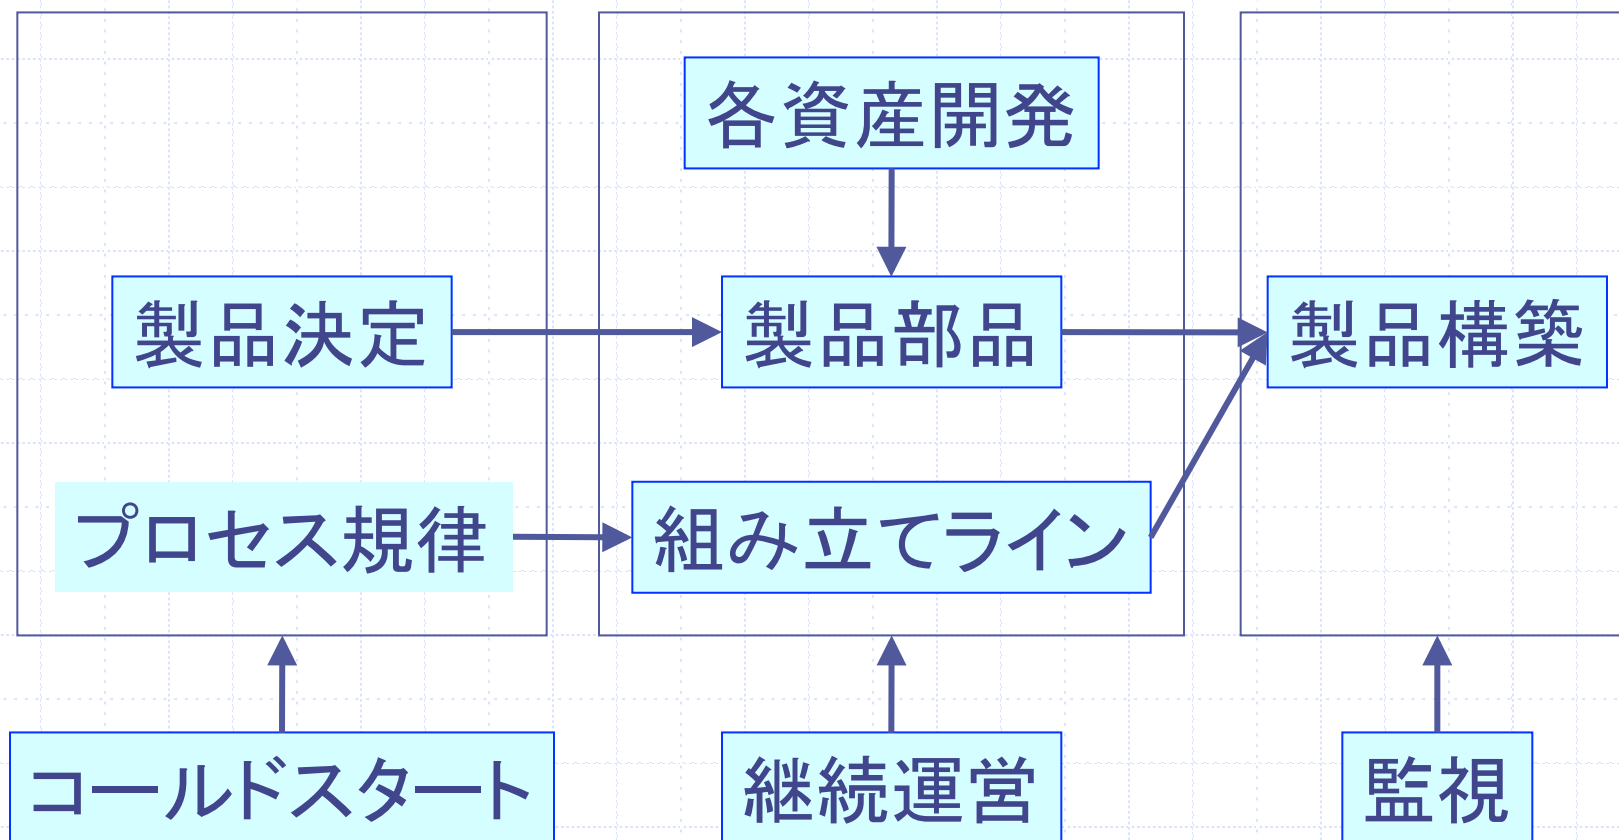 各資産開発
製品決定
製品部品
製品構築
プロセス規律
組み立てライン
コールドスタート
継続運営
監視